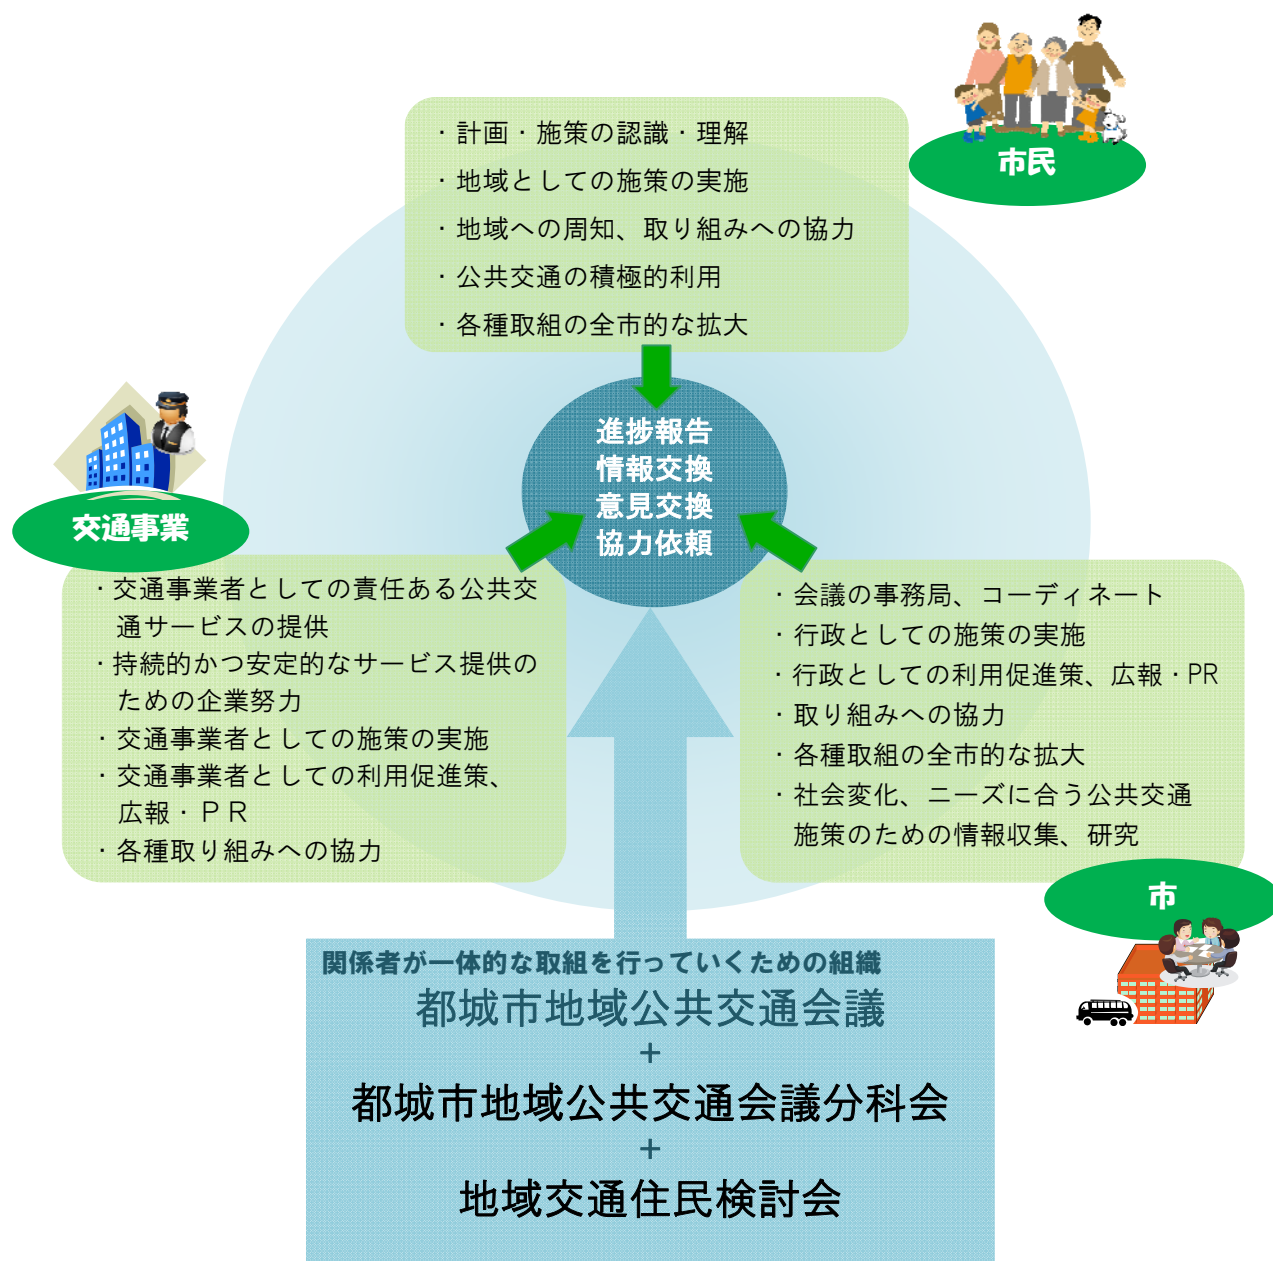 市民
・計画・施策の認識・理解
・地域としての施策の実施
・地域への周知、取り組みへの協力
・公共交通の積極的利用
・各種取組の全市的な拡大
進捗報告
情報交換
意見交換
協力依頼
交通事業
・交通事業者としての責任ある公共交
通サービスの提供
・持続的かつ安定的なサービス提供の
ための企業努力
・交通事業者としての施策の実施
・交通事業者としての利用促進策、
広報・ＰＲ
・各種取り組みへの協力
・会議の事務局、コーディネート
・行政としての施策の実施
・行政としての利用促進策、広報・PR
・取り組みへの協力
・各種取組の全市的な拡大
・社会変化、ニーズに合う公共交通
施策のための情報収集、研究
市
関係者が一体的な取組を行っていくための組織
都城市地域公共交通会議
+
都城市地域公共交通会議分科会
+
地域交通住民検討会